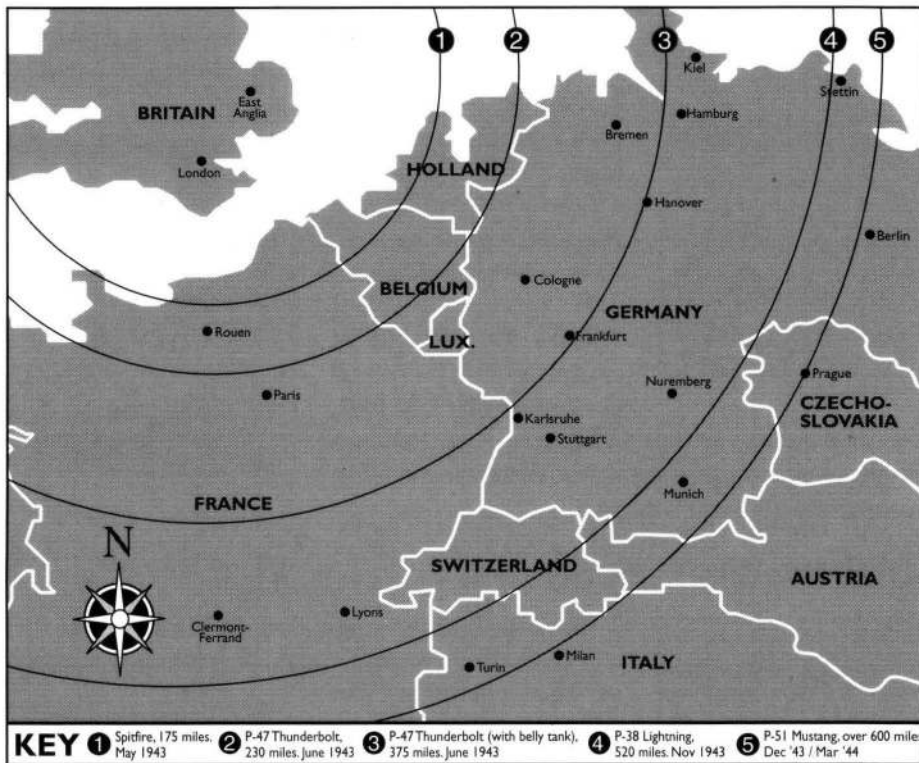 1
2
3
4
5
Kiel
Stettin
East
Anglia
BRITAIN
Hamburg
Bremen
London
HOLLAND
Hanover
Berlin
Cologne
BELGIUM
GERMANY
Rouen
LUX.
Frankfurt
Prague
Nuremberg
Paris
CZECHO-
SLOVAKIA
Karlsruhe
Stuttgart
Munich
FRANCE
N
SWITZERLAND
AUSTRIA
Lyons
Clermont-
Ferrand
Milan
Turin
ITALY
KEY
1 Spitfire, 175 miles.
May 1943
2 P-47 Thunderbolt,
230 miles. June 1943
3 P-47 Thunderbolt (with belly tank),
375 miles. June 1943
4 P-38 Lightning,
520 miles. Nov 1943
5 P-51 Mustang, over 600 miles
Dec '43 / Mar '44